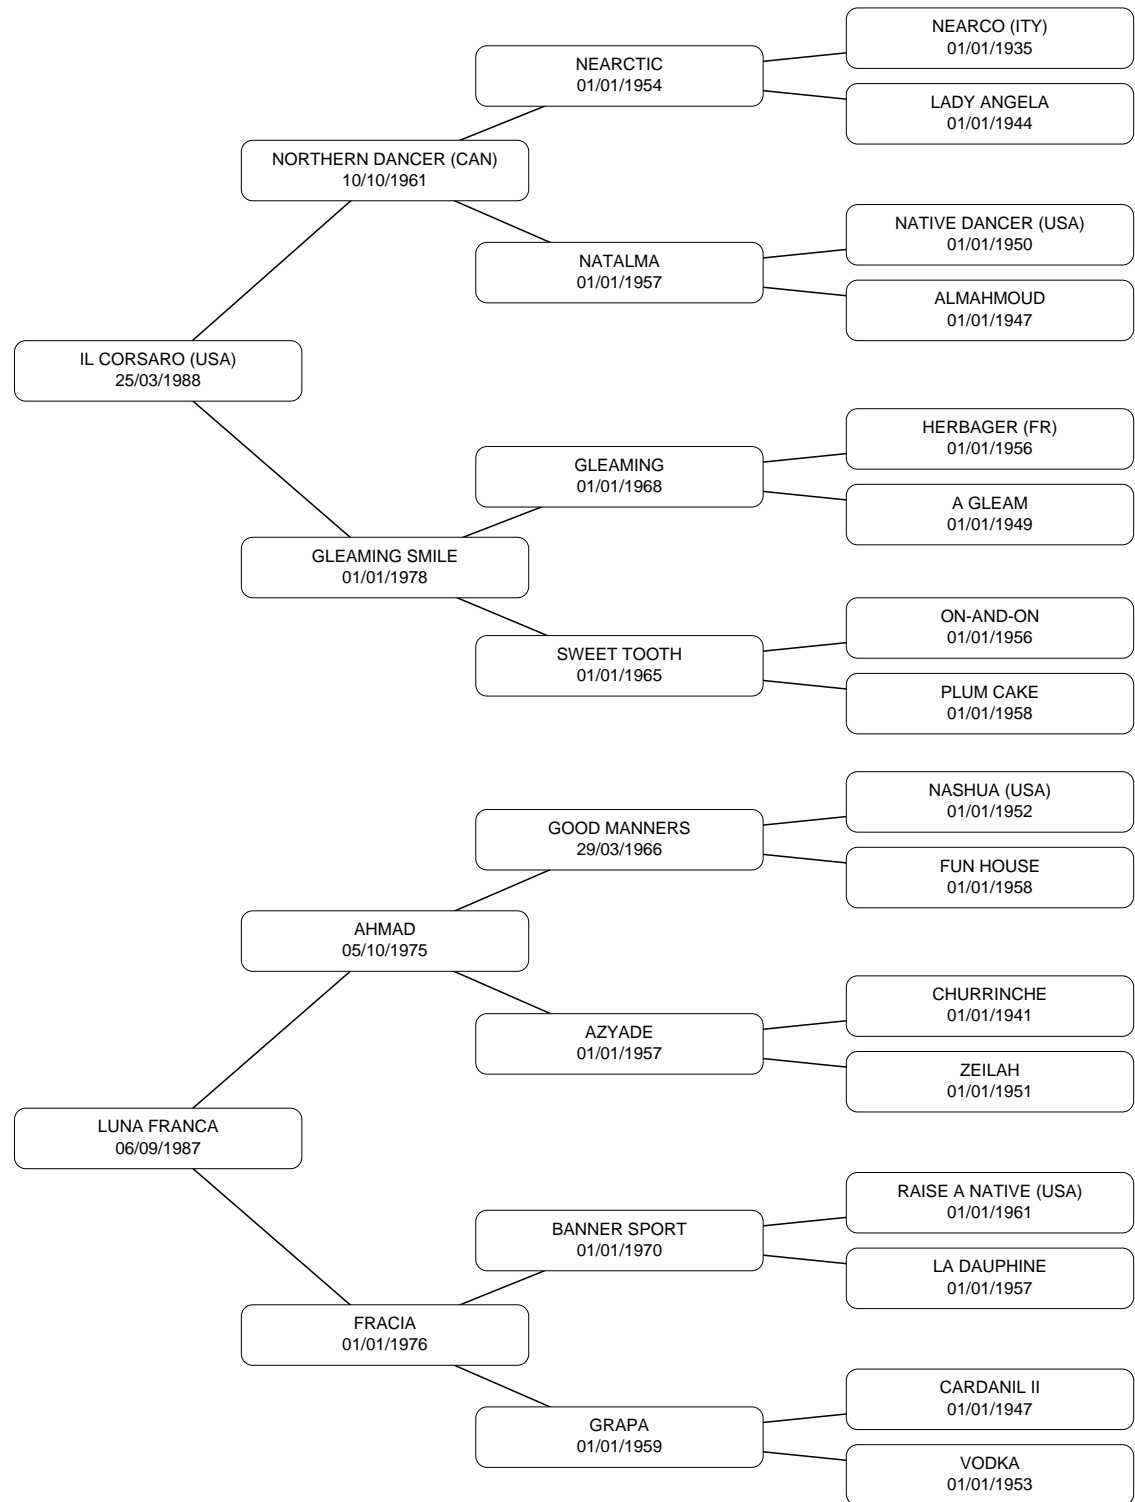 NEARCO (ITY)
01/01/1935
NEARCTIC
01/01/1954
LADY ANGELA
01/01/1944
NORTHERN DANCER (CAN)
10/10/1961
NATIVE DANCER (USA)
01/01/1950
NATALMA
01/01/1957
ALMAHMOUD
01/01/1947
IL CORSARO (USA)
25/03/1988
HERBAGER (FR)
01/01/1956
GLEAMING
01/01/1968
A GLEAM
01/01/1949
GLEAMING SMILE
01/01/1978
ON-AND-ON
01/01/1956
SWEET TOOTH
01/01/1965
PLUM CAKE
01/01/1958
NASHUA (USA)
01/01/1952
GOOD MANNERS
29/03/1966
FUN HOUSE
01/01/1958
AHMAD
05/10/1975
CHURRINCHE
01/01/1941
AZYADE
01/01/1957
ZEILAH
01/01/1951
LUNA FRANCA
06/09/1987
RAISE A NATIVE (USA)
01/01/1961
BANNER SPORT
01/01/1970
LA DAUPHINE
01/01/1957
FRACIA
01/01/1976
CARDANIL II
01/01/1947
GRAPA
01/01/1959
VODKA
01/01/1953